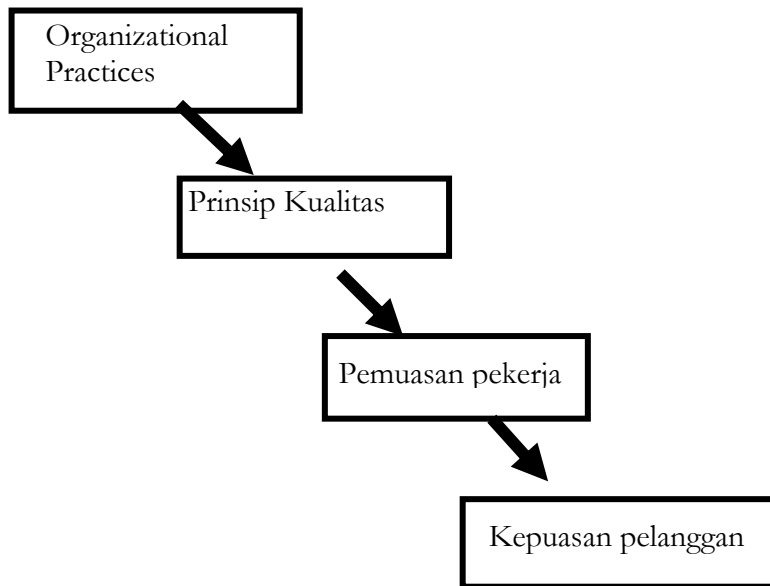 Organizational
Practices
Prinsip Kualitas
Pemuasan pekerja
Kepuasan pelanggan